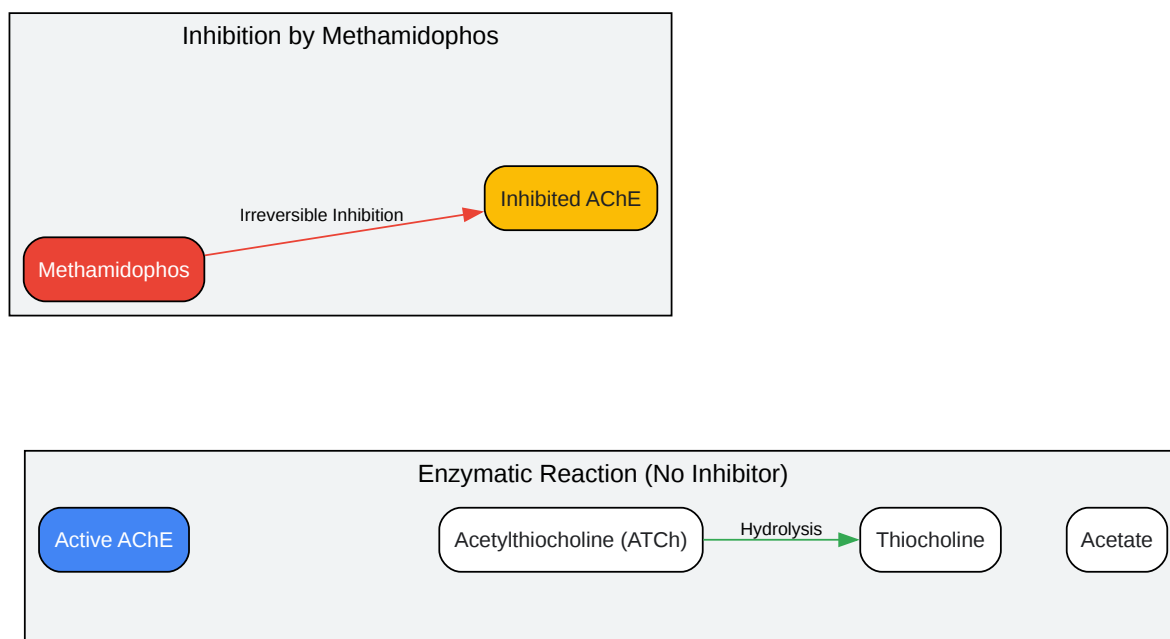 Inhibition by Methamidophos
Inhibited AChE
Irreversible Inhibition
Methamidophos
Enzymatic Reaction (No Inhibitor)
Active AChE
Acetylthiocholine (ATCh)
Hydrolysis
Thiocholine
Acetate